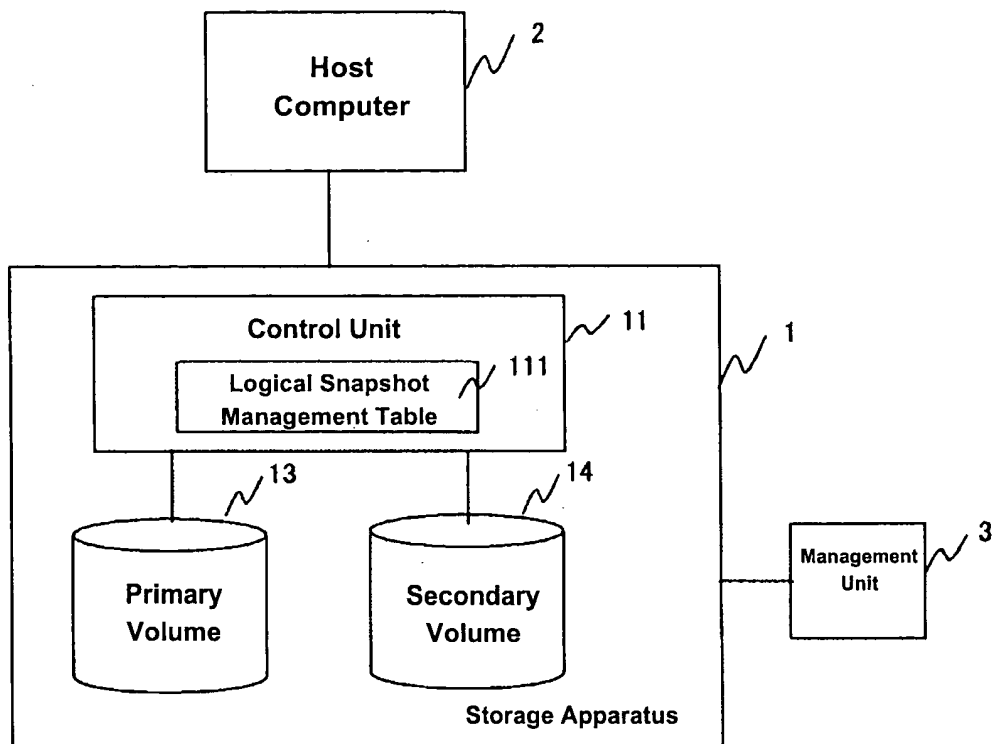 2
Host
Computer
Control Unit
11
1
Logical Snapshot
Management Table
111
13
14
Primary
Volume
Secondary
Volume
Management
Unit
3
Storage Apparatus